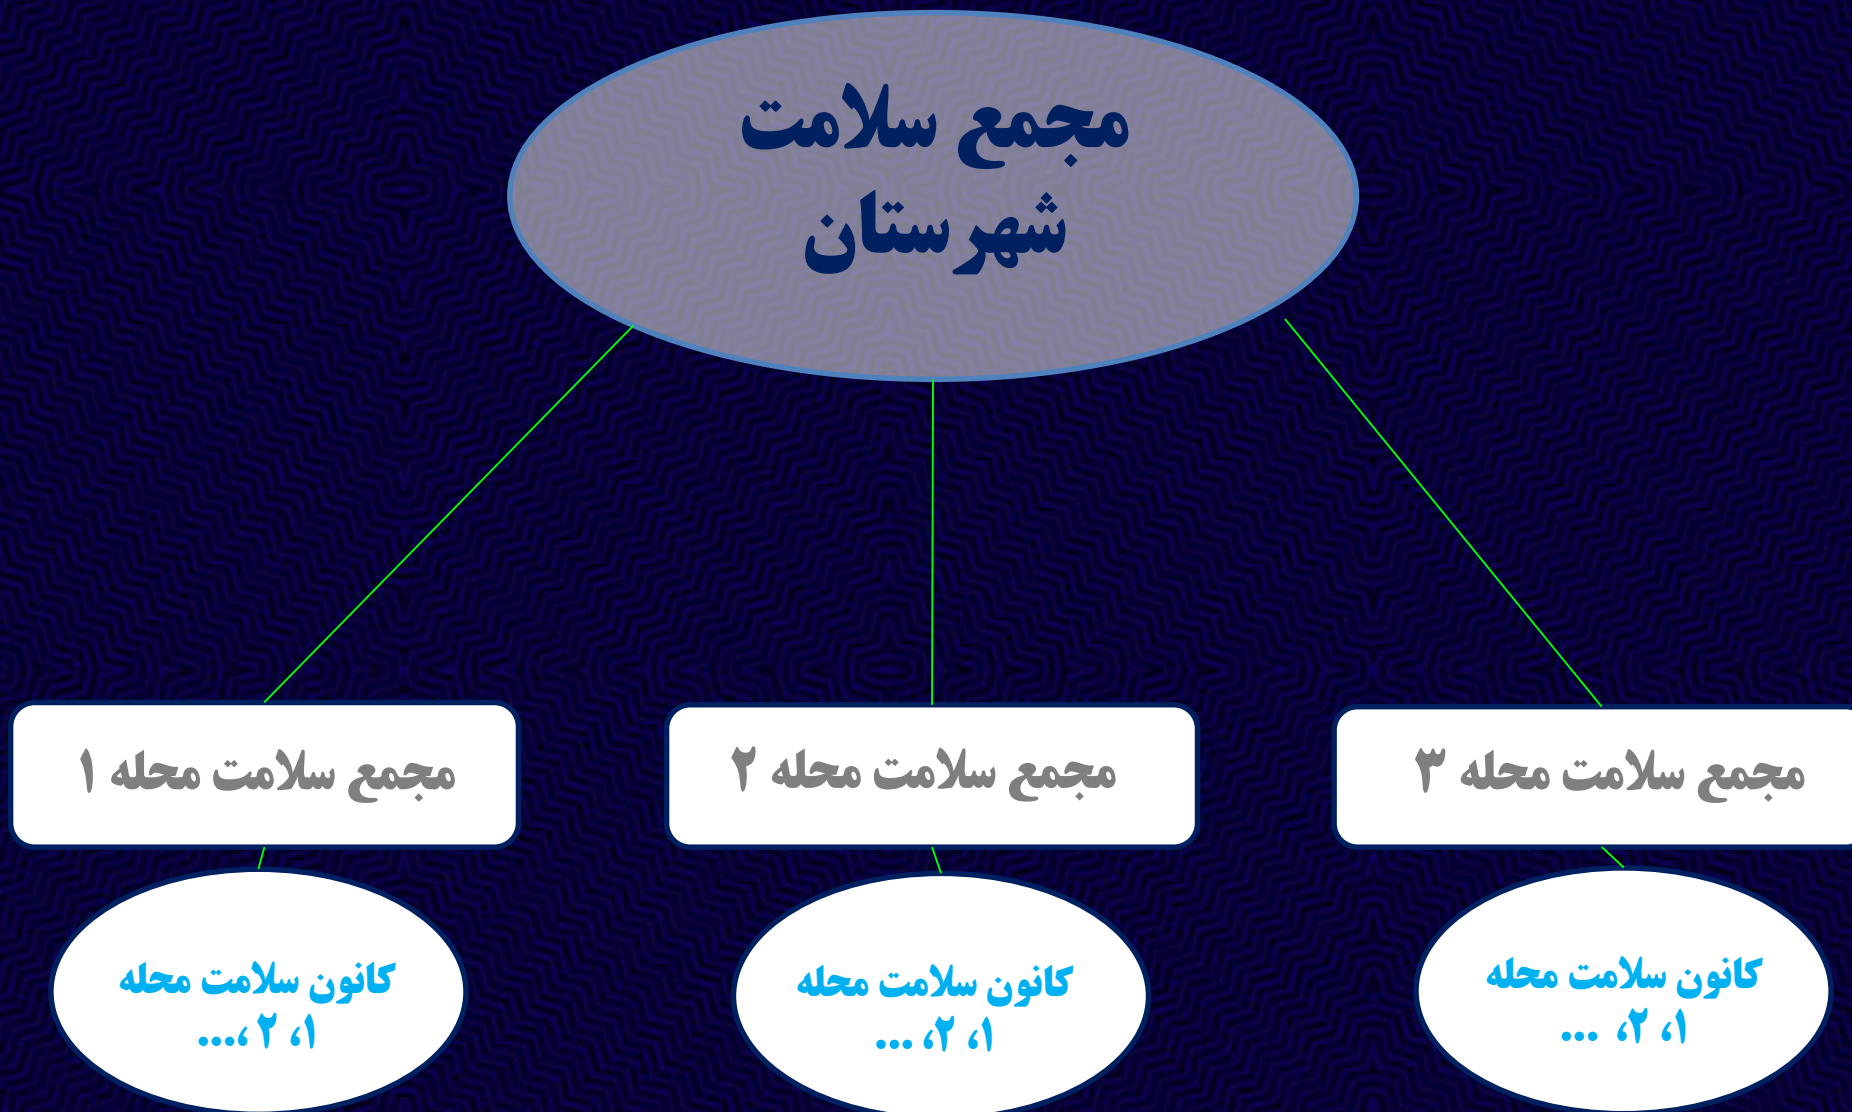 مجمع سلامت
شهرستان
مجمع سلامت محله ۳
مجمع سلامت محله ۲
مجمع سلامت محله ۱
کانون سلامت محله
۱، ۲، ...
کانون سلامت محله
۱، ۲، ...
کانون سلامت محله
۱، ۲ ،...